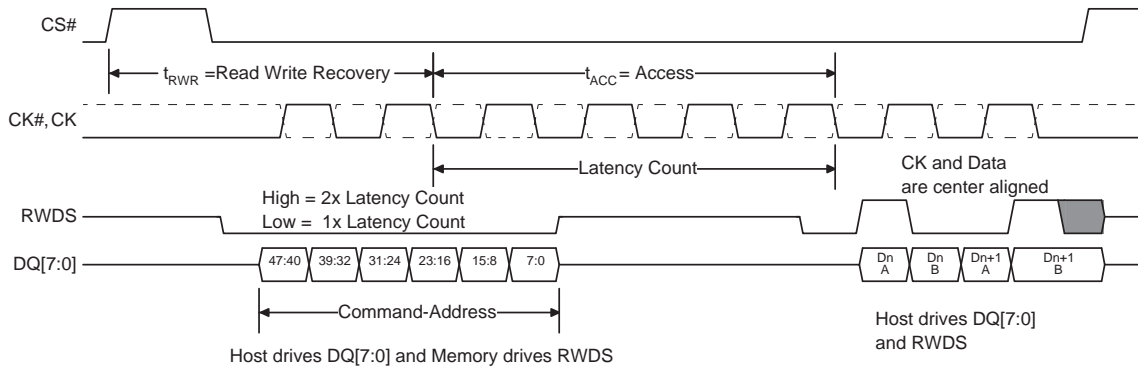 CS#
tRWR =Read Write Recovery
tACC = Access
CK#, CK
Latency Count
CK and Data
are center aligned
High = 2x Latency Count
Low = 1x Latency Count
RWDS
DQ[7:0]
47:40 39:32 31:24 23:16 15:8 7:0
Dn A
Dn B
Dn+1 A
Dn+1 B
Command-Address
Host drives DQ[7:0]
and RWDS
Host drives DQ[7:0] and Memory drives RWDS